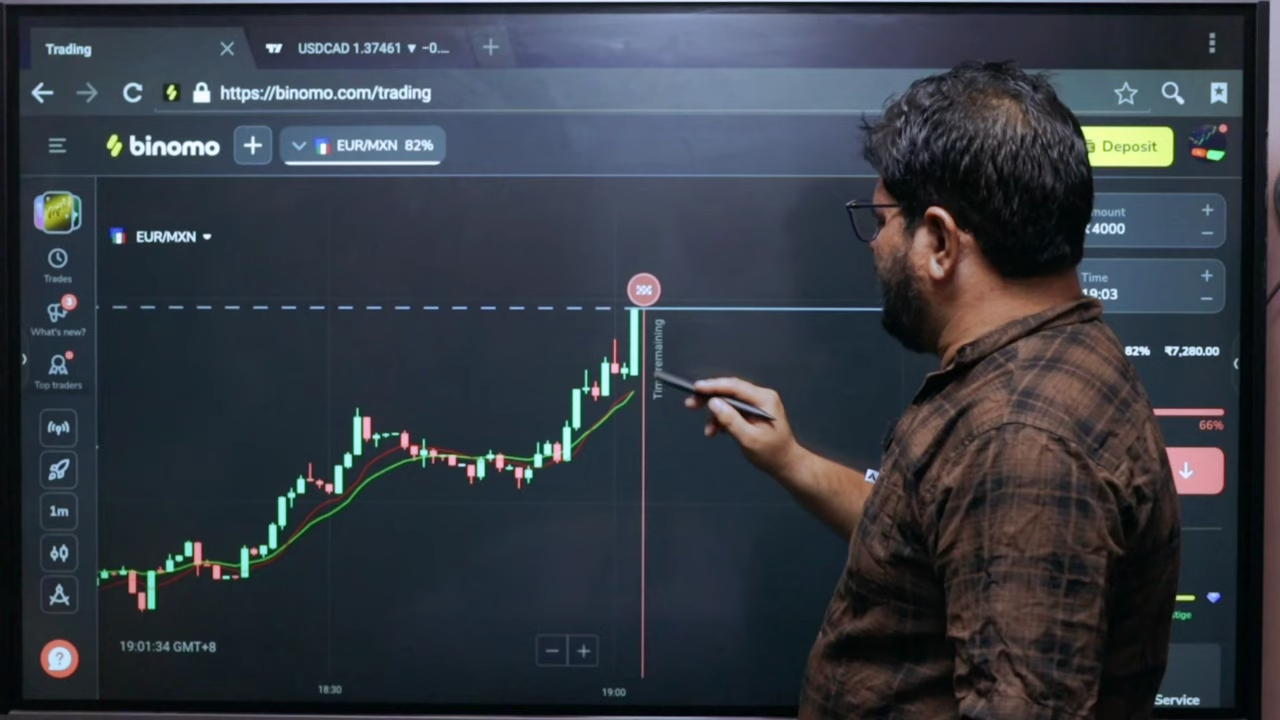 Trading
USDCAD 1.37461 ▼ −0....
https://binomo.com/trading
binomo
EUR/MXN 82%
Deposit
EUR/MXN
4000
Time
19:03
Trades
3
What's new?
Top traders
remaining
82% ₹7,280.00
66%
1m
19:01:34 GMT+8
?
18:30
19:00
Service